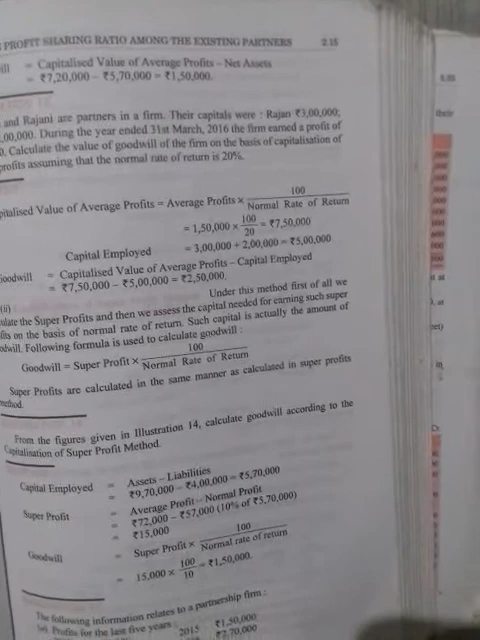 PROFIT SHARING RATIO AMONG THE EXISTING PARTNERS 2.15
= Capitalised Value of Average Profits – Net Assets
= ₹7,20,000 – ₹5,70,000 = ₹1,50,000.
and Rajani are partners in a firm. Their capitals were : Rajan ₹3,00,000;
,00,000. During the year ended 31st March, 2016 the firm earned a profit of
0. Calculate the value of goodwill of the firm on the basis of capitalisation of
profits assuming that the normal rate of return is 20%.
Capitalised Value of Average Profits = Average Profits × 100 / Normal Rate of Return
= 1,50,000 × 100/20 = ₹7,50,000
Capital Employed = 3,00,000 + 2,00,000 = ₹5,00,000
Goodwill = Capitalised Value of Average Profits – Capital Employed
= ₹7,50,000 – ₹5,00,000 = ₹2,50,000.
(ii) : Under this method first of all we
calculate the Super Profits and then we assess the capital needed for earning such super
profits on the basis of normal rate of return. Such capital is actually the amount of
goodwill. Following formula is used to calculate goodwill :
Goodwill = Super Profit × 100 / Normal Rate of Return
Super Profits are calculated in the same manner as calculated in super profits
method.
From the figures given in Illustration 14, calculate goodwill according to the
Capitalisation of Super Profit Method.
Capital Employed = Assets – Liabilities
= ₹9,70,000 – ₹4,00,000 = ₹5,70,000
Super Profit = Average Profit – Normal Profit
= ₹72,000 – ₹57,000 (10% of ₹5,70,000)
= ₹15,000
Goodwill = Super Profit × 100 / Normal rate of return
= 15,000 × 100/10 = ₹1,50,000.
The following information relates to a partnership firm :
(a) Profits for the last five years :
2015 ₹1,50,000
₹2,70,000